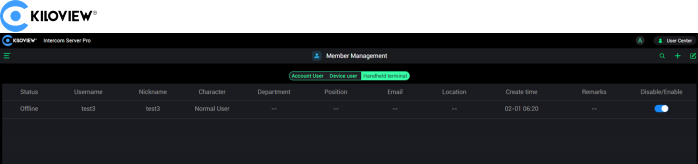 KILOVIEW®
KILOVIEW® Intercom Server Pro User Center
Member Management
Account User Device user Handheld terminal
Status Username Nickname Character Department Position Email Location Create time Remarks Disable/Enable
Offline test3 test3 Normal User -- -- -- -- 02-01 06:20 --